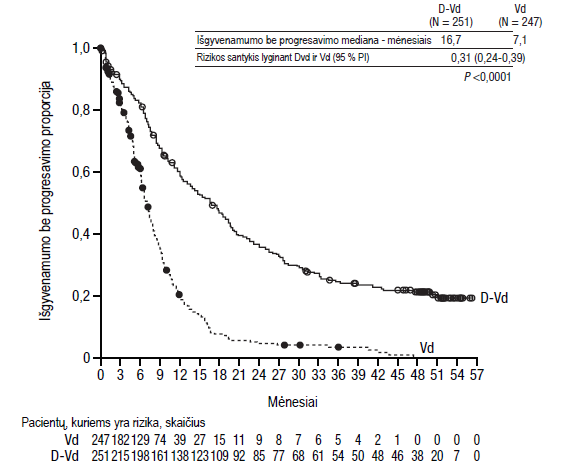 D-Vd Vd
(N = 251) (N = 247)
Išgyvenamumo be progresavimo mediana - mėnesiais 16,7 7,1
Rizikos santykis lyginant Dvd ir Vd (95 % PI) 0,31 (0,24-0,39)
P <0,0001
Išgyvenamumo be progresavimo proporcija
1,0
0,8
0,6
0,4
0,2
0
D-Vd
Vd
0 3 6 9 12 15 18 21 24 27 30 33 36 39 42 45 48 51 54 57
Mėnesiai
Pacientų, kuriems yra rizika, skaičius
Vd 247 182 129 74 39 27 15 11 9 8 7 6 5 4 2 1 0 0 0 0
D-Vd 251 215 198 161 138 123 109 92 85 77 68 61 54 50 48 46 38 20 7 0